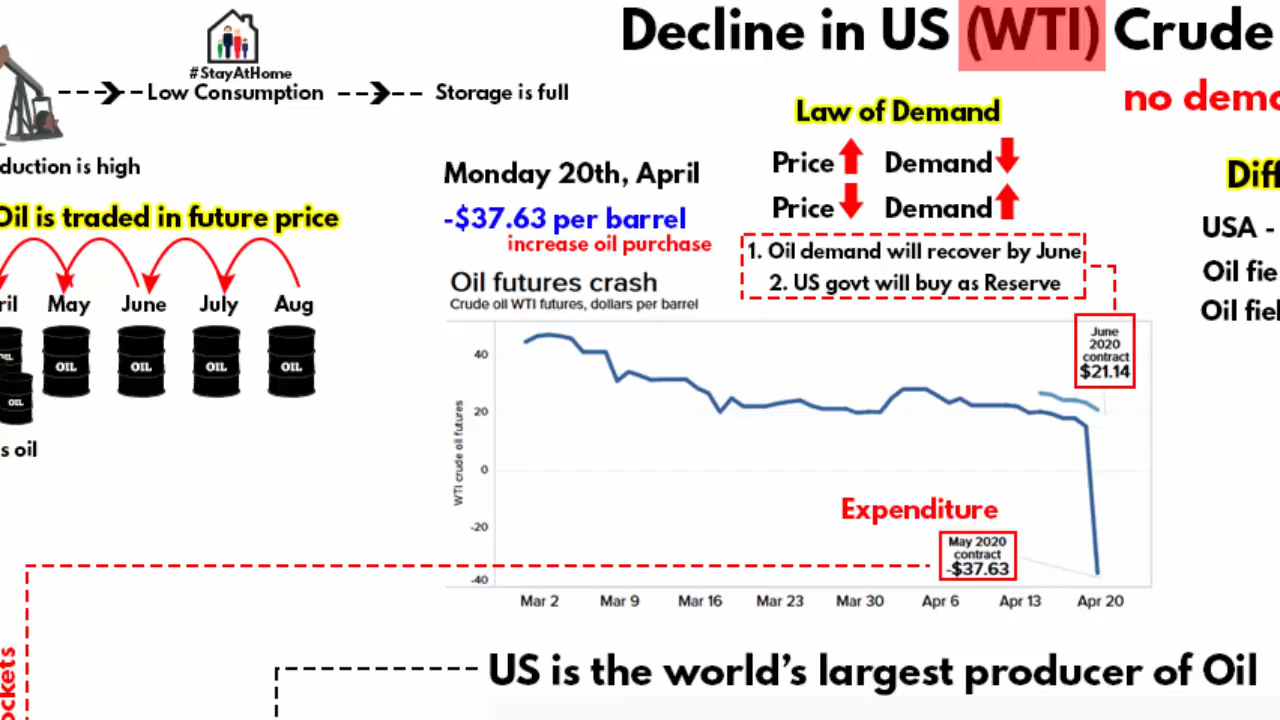 Decline in US (WTI) Crude
#StayAtHome
Low Consumption
Storage is full
duction is high
Oil is traded in future price
May
June
July
Aug
OIL
OIL
OIL
OIL
OIL
s oil
Monday 20th, April
-$37.63 per barrel
increase oil purchase
Law of Demand
Price Demand
Price Demand
1. Oil demand will recover by June
2. US govt will buy as Reserve
Oil futures crash
Crude oil WTI futures, dollars per barrel
WTI crude oil futures
40
20
0
-20
-40
June
2020
contract
$21.14
Expenditure
May 2020
contract
-$37.63
Mar 2
Mar 9
Mar 16
Mar 23
Mar 30
Apr 6
Apr 13
Apr 20
no dem
Diff
USA -
Oil fie
Oil fiel
ockets
US is the world's largest producer of Oil